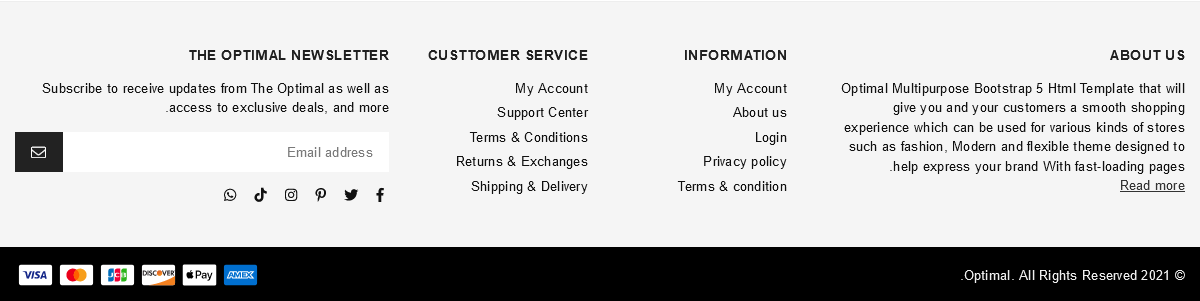 ABOUT US
Optimal Multipurpose Bootstrap 5 Html Template that will
give you and your customers a smooth shopping
experience which can be used for various kinds of stores
such as fashion, Modern and flexible theme designed to
.help express your brand With fast-loading pages
Read more
INFORMATION
My Account
About us
Login
Privacy policy
Terms & condition
CUSTTOMER SERVICE
My Account
Support Center
Terms & Conditions
Returns & Exchanges
Shipping & Delivery
THE OPTIMAL NEWSLETTER
Subscribe to receive updates from The Optimal as well as
.access to exclusive deals, and more
Email address
.Optimal. All Rights Reserved 2021 ©
VISA MasterCard JCB DISCOVER Pay AMEX